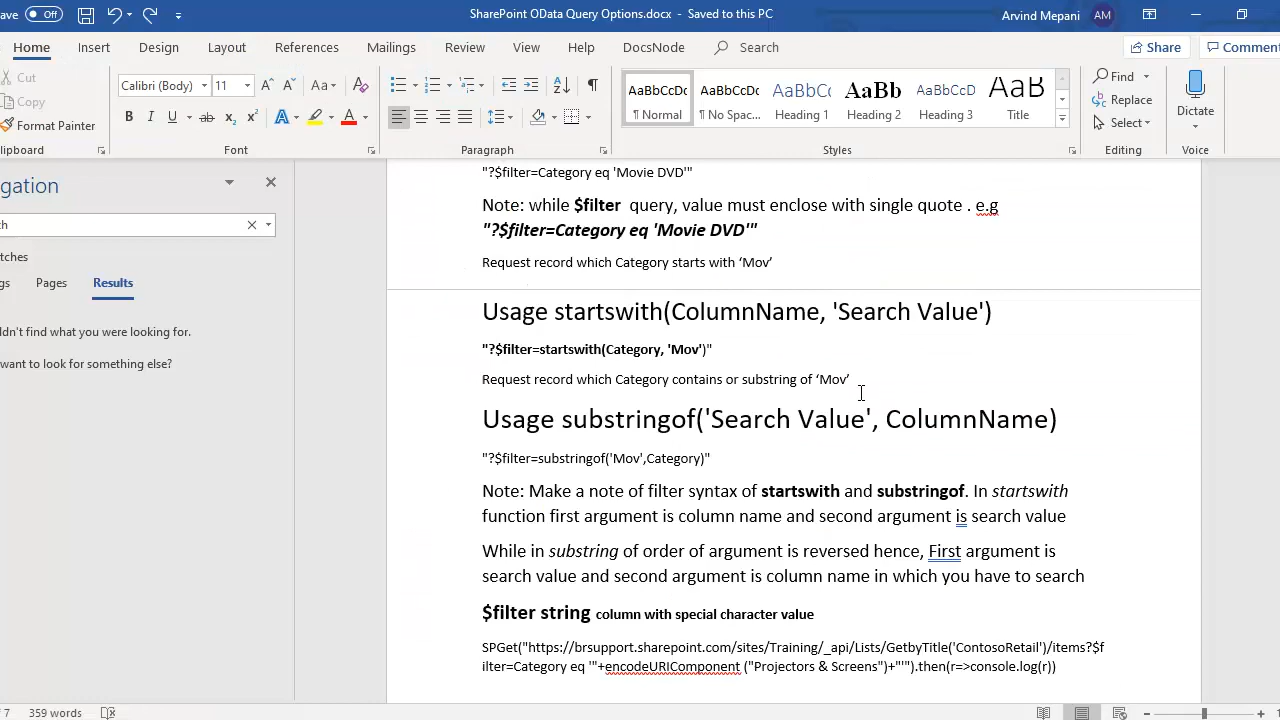 ave Off SharePoint OData Query Options.docx - Saved to this PC Arvind Mepani AM
Home Insert Design Layout References Mailings Review View Help DocsNode Search Share Comment
Cut
Copy
Format Painter
lipboard
Calibri (Body) 11
Font
Paragraph
AaBbCcDc AaBbCcDc AaBbCc AaBb AaBbCcD AaB
¶ Normal ¶ No Spac... Heading 1 Heading 2 Heading 3 Title
Styles
Find
Replace
Select
Editing
Dictate
Voice
gation
h
tches
gs Pages Results
ldn't find what you were looking for.
want to look for something else?
"?$filter=Category eq 'Movie DVD'"
Note: while $filter query, value must enclose with single quote . e.g
"?$filter=Category eq 'Movie DVD'"
Request record which Category starts with ‘Mov’
Usage startswith(ColumnName, 'Search Value')
"?$filter=startswith(Category, 'Mov')"
Request record which Category contains or substring of ‘Mov’
Usage substringof('Search Value', ColumnName)
"?$filter=substringof('Mov',Category)"
Note: Make a note of filter syntax of startswith and substringof. In startswith
function first argument is column name and second argument is search value
While in substring of order of argument is reversed hence, First argument is
search value and second argument is column name in which you have to search
$filter string column with special character value
SPGet("https://brsupport.sharepoint.com/sites/Training/_api/Lists/GetbyTitle('ContosoRetail')/items?$f
ilter=Category eq '"+encodeURIComponent ("Projectors & Screens")+"'").then(r=>console.log(r))
7 359 words